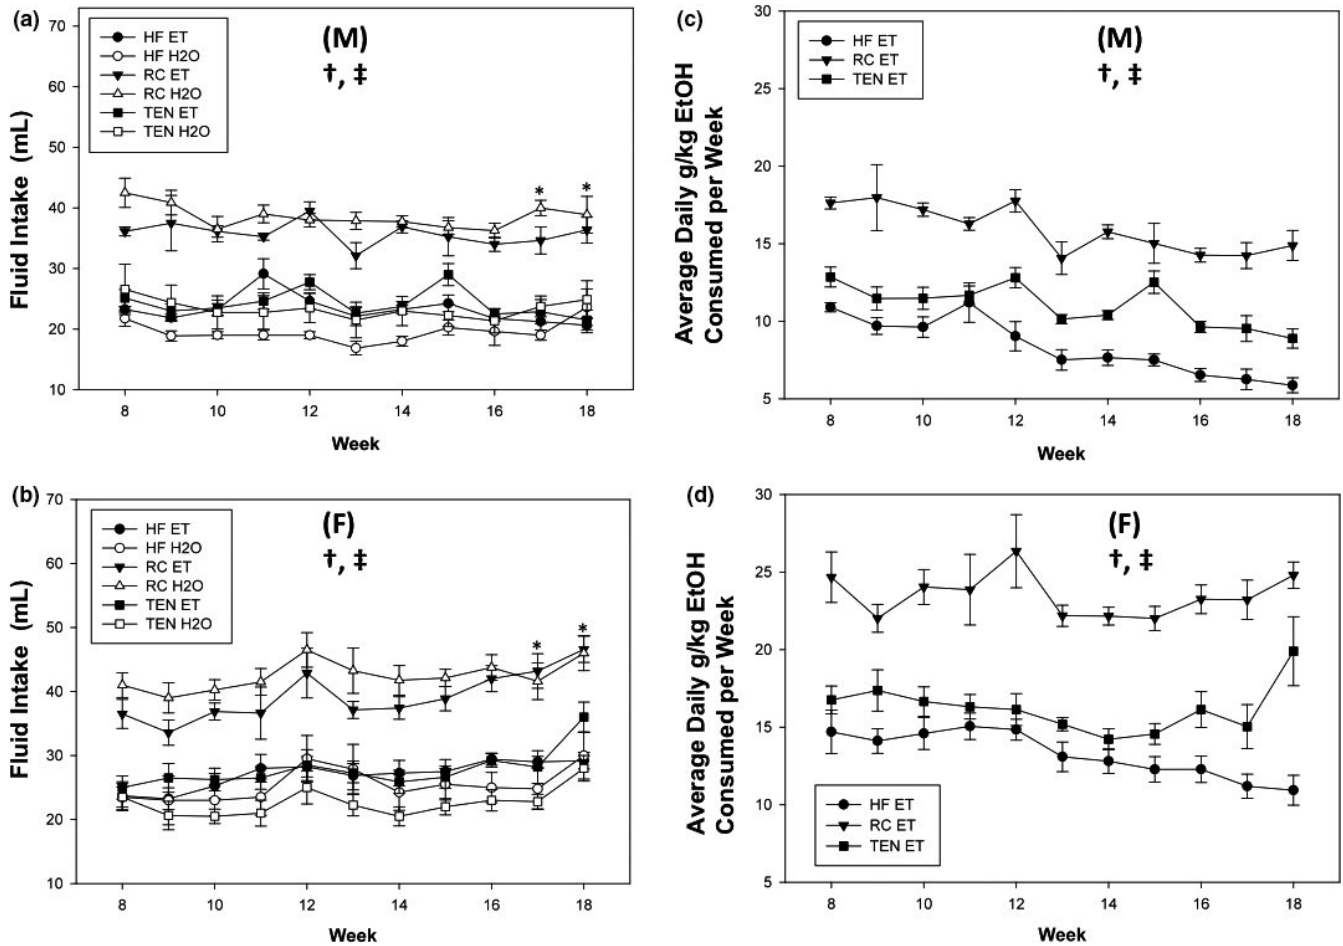 (a)
70
60
50
40
30
20
10
Fluid Intake (mL)
HF ET
HF H2O
RC ET
RC H2O
TEN ET
TEN H2O
(M)
†, ‡
*
*
8
10
12
14
16
18
Week
(c)
30
25
20
15
10
5
Average Daily g/kg EtOH
Consumed per Week
HF ET
RC ET
TEN ET
(M)
†, ‡
8
10
12
14
16
18
Week
(b)
70
60
50
40
30
20
10
Fluid Intake (mL)
HF ET
HF H2O
RC ET
RC H2O
TEN ET
TEN H2O
(F)
†, ‡
*
*
8
10
12
14
16
18
Week
(d)
30
25
20
15
10
5
Average Daily g/kg EtOH
Consumed per Week
(F)
†, ‡
HF ET
RC ET
TEN ET
8
10
12
14
16
18
Week